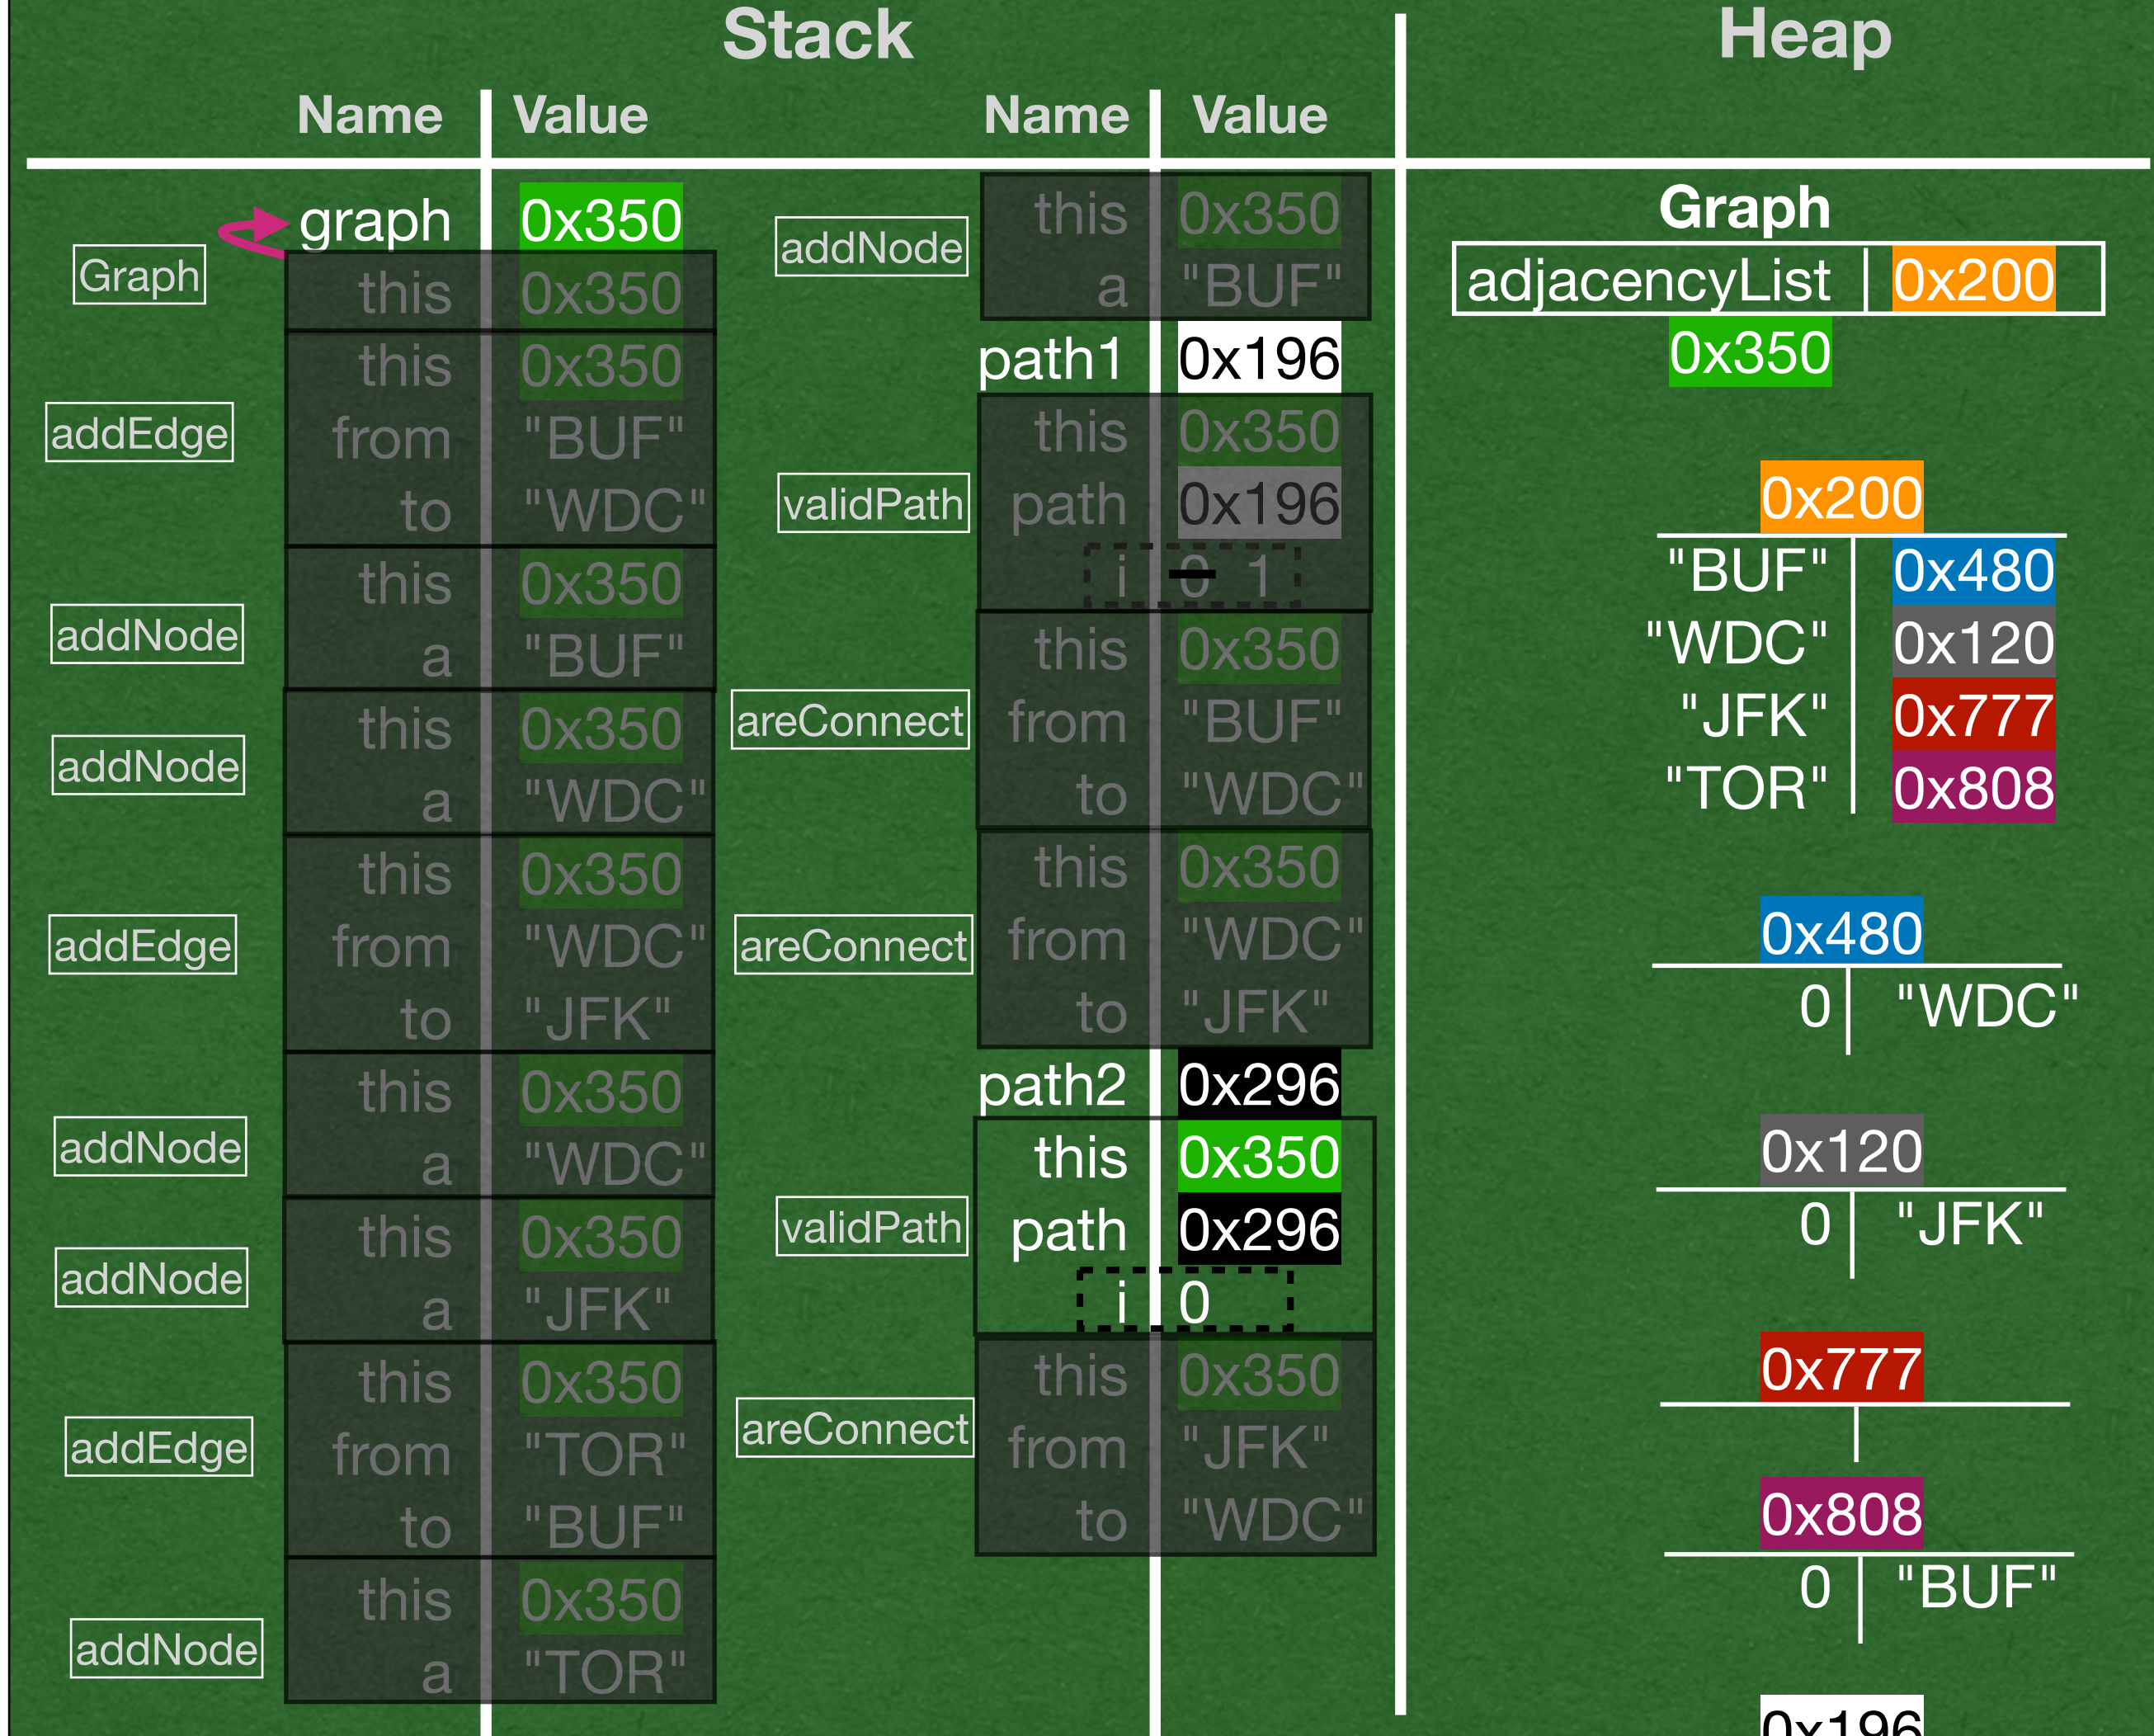 Stack
Heap
Name Value
Name Value
graph 0x350
Graph
this 0x350
addEdge
this 0x350
from "BUF"
to "WDC"
addNode
this 0x350
a "BUF"
addNode
this 0x350
a "WDC"
addEdge
this 0x350
from "WDC"
to "JFK"
addNode
this 0x350
a "WDC"
addNode
this 0x350
a "JFK"
addEdge
this 0x350
from "TOR"
to "BUF"
addNode
this 0x350
a "TOR"
addNode
this 0x350
a "BUF"
path1 0x196
validPath
this 0x350
path 0x196
i 0 1
areConnect
this 0x350
from "BUF"
to "WDC"
areConnect
this 0x350
from "WDC"
to "JFK"
path2 0x296
validPath
this 0x350
path 0x296
i 0
areConnect
this 0x350
from "JFK"
to "WDC"
Graph
adjacencyList 0x200
0x350
0x200
"BUF" 0x480
"WDC" 0x120
"JFK" 0x777
"TOR" 0x808
0x480
0 "WDC"
0x120
0 "JFK"
0x777
0x808
0 "BUF"
0x196